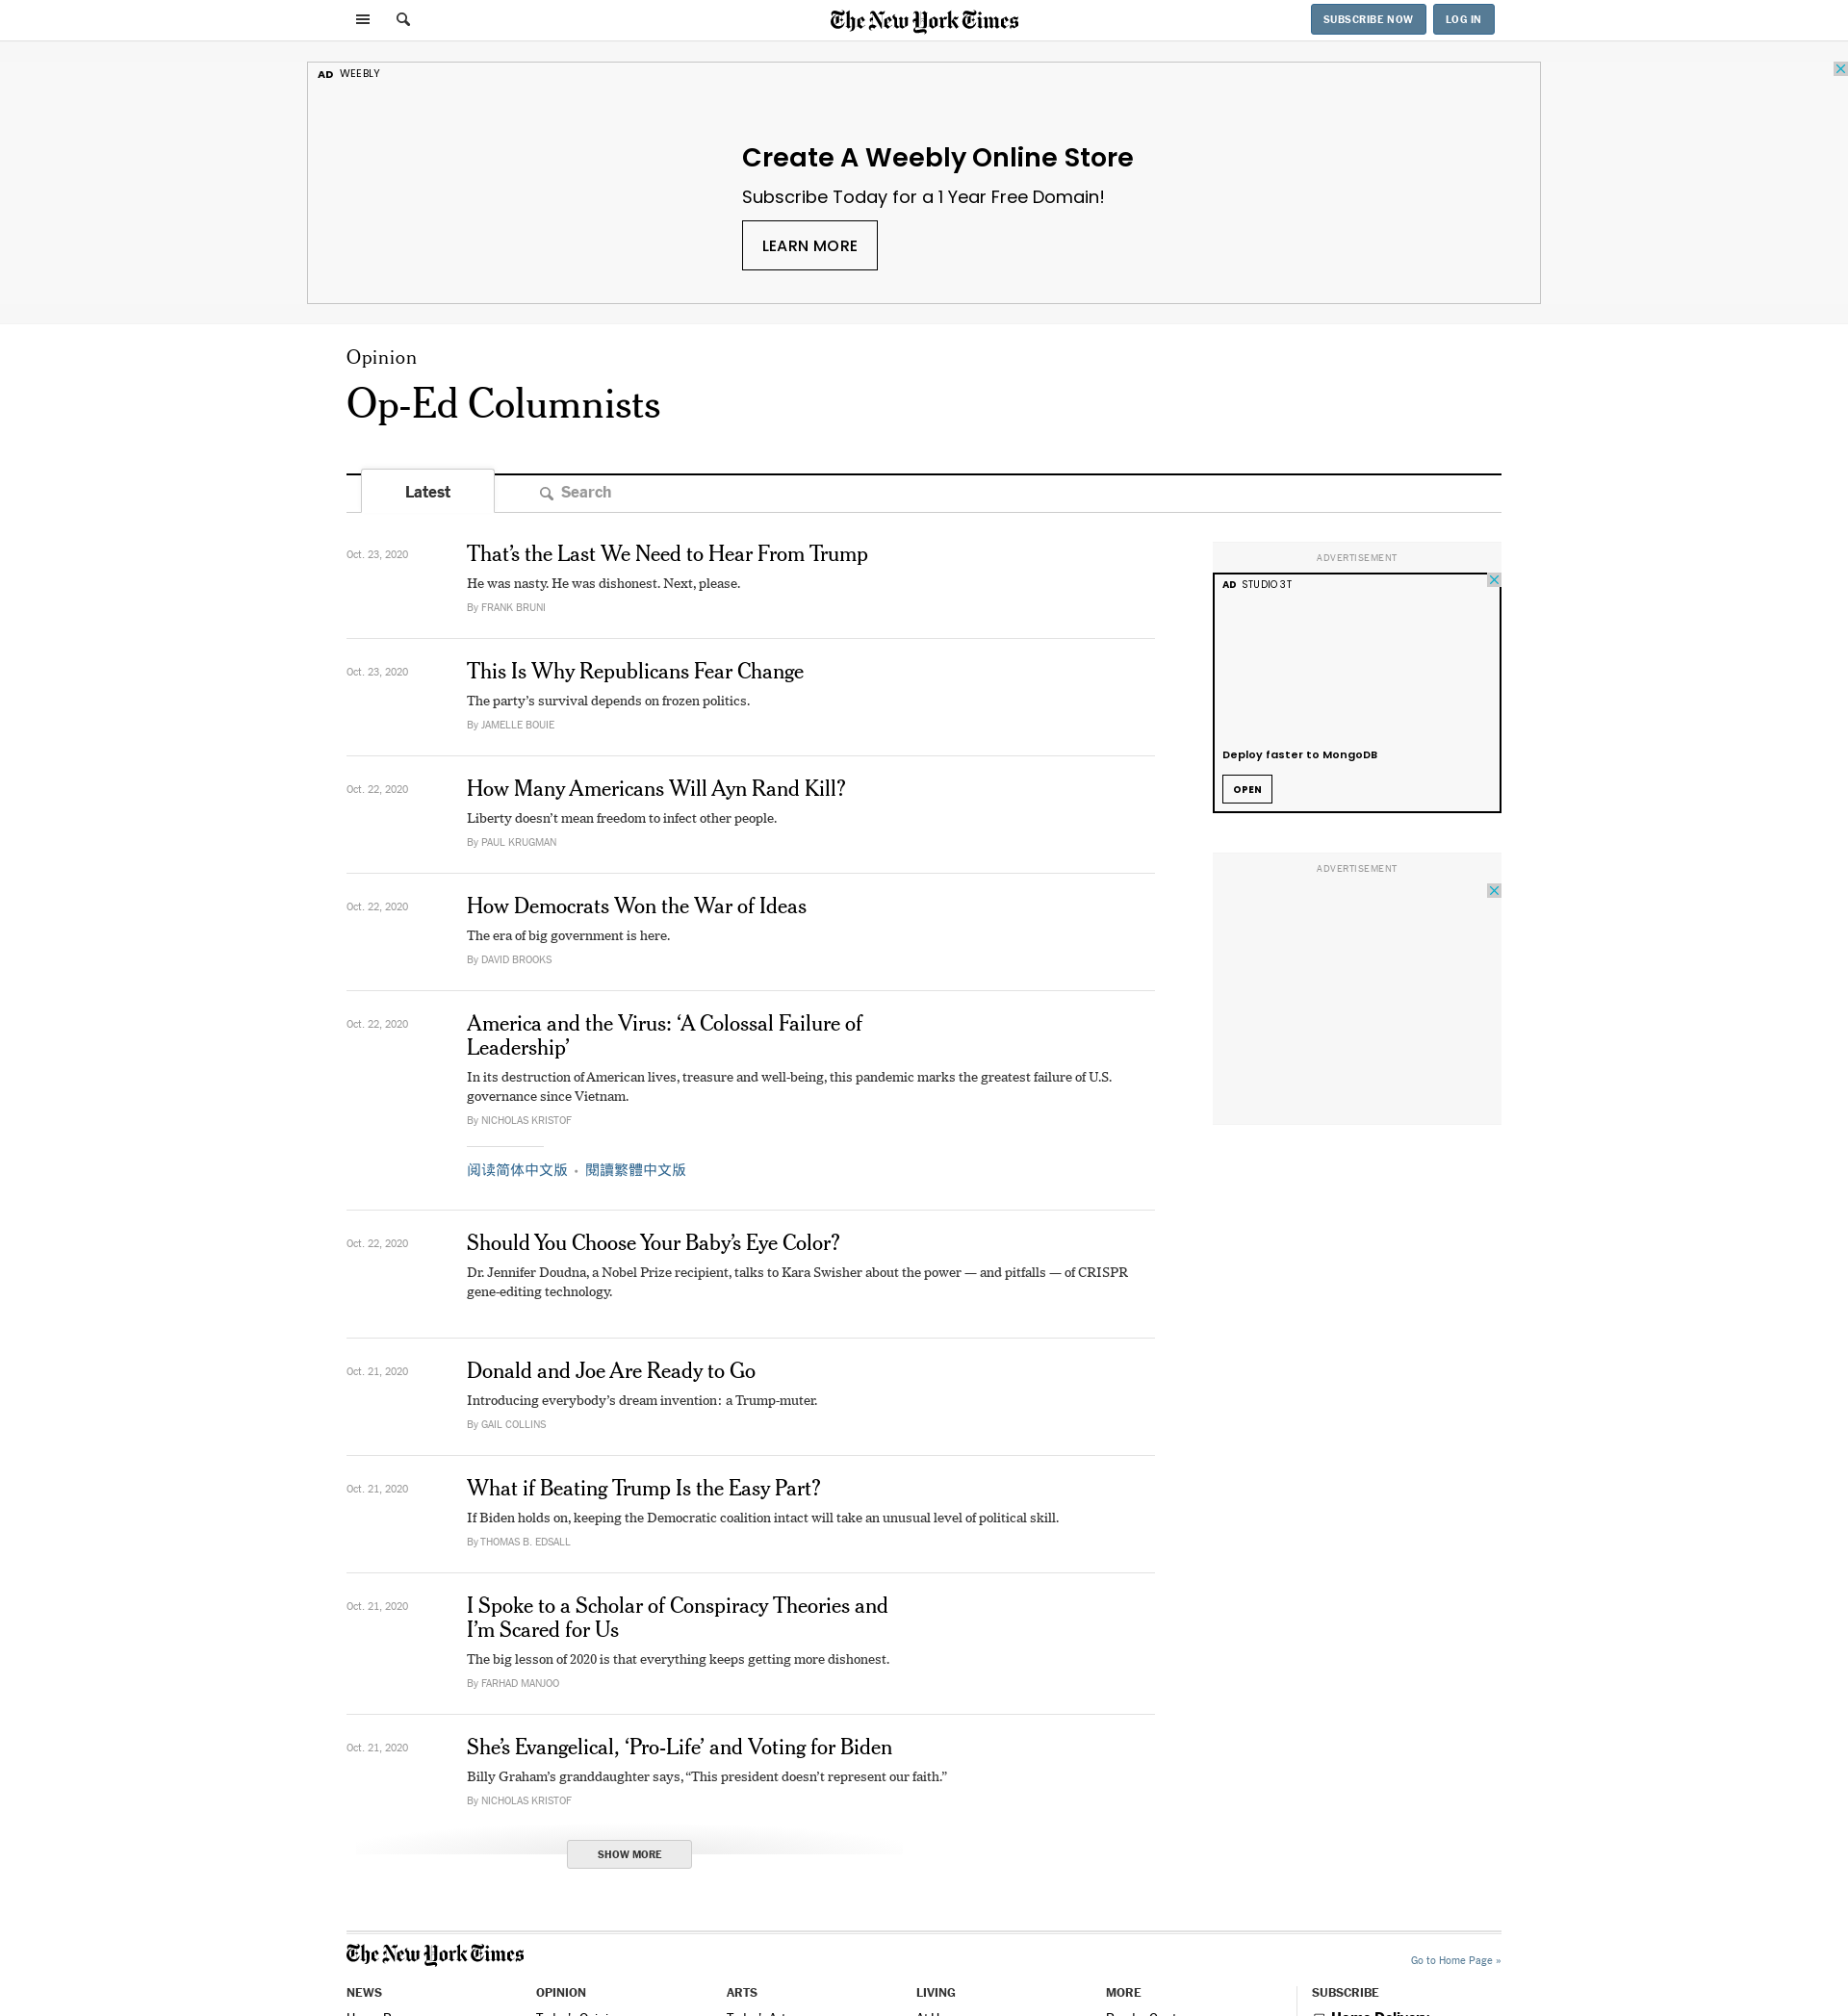 The New York Times
SUBSCRIBE NOW
LOG IN
AD WEEKLY
Create A Weekly Online Store
Subscribe Today for a 1 Year Free Domain!
LEARN MORE
Opinion
Op-Ed Columnists
Latest
Search
Oct. 23, 2020
That’s the Last We Need to Hear From Trump
He was nasty. He was dishonest. Next, please.
By FRANK BRUNI
Oct. 23, 2020
This Is Why Republicans Fear Change
The party’s survival depends on frozen politics.
By JAMELLE BOUIE
Oct. 22, 2020
How Many Americans Will Ayn Rand Kill?
Liberty doesn’t mean freedom to infect other people.
By PAUL KRUGMAN
Oct. 22, 2020
How Democrats Won the War of Ideas
The era of big government is here.
By DAVID BROOKS
Oct. 22, 2020
America and the Virus: ‘A Colossal Failure of
Leadership’
In its destruction of American lives, treasure and well-being, this pandemic marks the greatest failure of U.S.
governance since Vietnam.
By NICHOLAS KRISTOF
阅读简体中文版 • 閱讀繁體中文版
Oct. 22, 2020
Should You Choose Your Baby’s Eye Color?
Dr. Jennifer Doudna, a Nobel Prize recipient, talks to Kara Swisher about the power — and pitfalls — of CRISPR
gene-editing technology.
Oct. 21, 2020
Donald and Joe Are Ready to Go
Introducing everybody’s dream invention: a Trump-muter.
By GAIL COLLINS
Oct. 21, 2020
What if Beating Trump Is the Easy Part?
If Biden holds on, keeping the Democratic coalition intact will take an unusual level of political skill.
By THOMAS B. EDSALL
Oct. 21, 2020
I Spoke to a Scholar of Conspiracy Theories and
I’m Scared for Us
The big lesson of 2020 is that everything keeps getting more dishonest.
By FARHAD MANJOO
Oct. 21, 2020
She’s Evangelical, ‘Pro-Life’ and Voting for Biden
Billy Graham’s granddaughter says, “This president doesn’t represent our faith.”
By NICHOLAS KRISTOF
SHOW MORE
ADVERTISEMENT
AD STUDIO 3T
Deploy faster to MongoDB
OPEN
ADVERTISEMENT
The New York Times
Go to Home Page »
NEWS
OPINION
ARTS
LIVING
MORE
SUBSCRIBE
Home Delivery